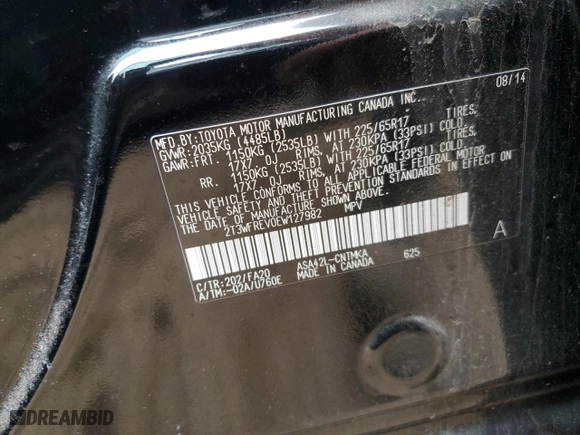 MFD.BY:TOYOTA MOTOR MANUFACTURING CANADA INC. 08/14
GVWR:2035KG (4485LB)
GAWR:FRT. 1150KG (2535LB) WITH 225/65R17 TIRES,
17X7.0J RIMS, AT 230KPA (33PSI) COLD.
RR. 1150KG (2535LB) WITH 225/65R17 TIRES,
17X7.0J RIMS, AT 230KPA (33PSI) COLD.
THIS VEHICLE CONFORMS TO ALL APPLICABLE FEDERAL MOTOR
VEHICLE SAFETY AND THEFT PREVENTION STANDARDS IN EFFECT ON
THE DATE OF MANUFACTURE SHOWN ABOVE.
2T3WFREV0EW127982 MPV
A
C/TR:202/FA20 ASA42L-CNTMKA 625
A/TM:-02A/U760E MADE IN CANADA
DREAMBID